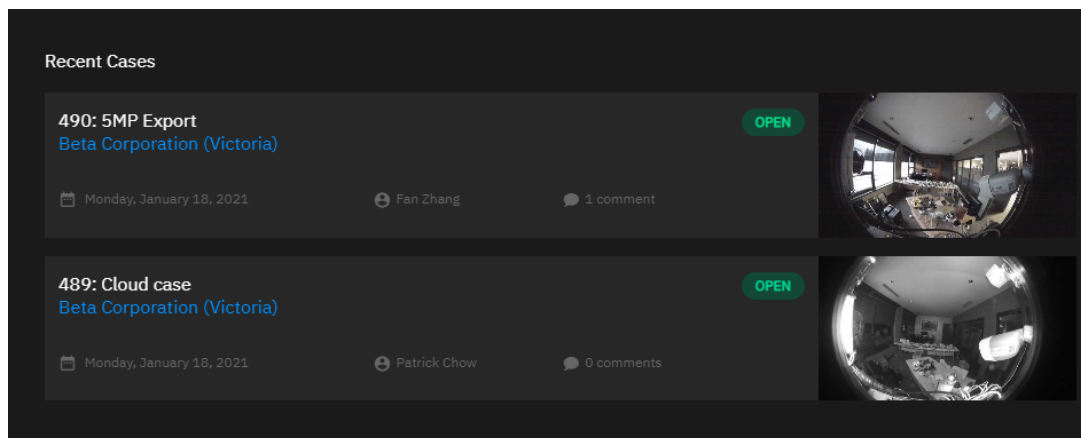 Recent Cases
490: 5MP Export
OPEN
Beta Corporation (Victoria)
Monday, January 18, 2021
Fan Zhang
1 comment
489: Cloud case
OPEN
Beta Corporation (Victoria)
Monday, January 18, 2021
Patrick Chow
0 comments